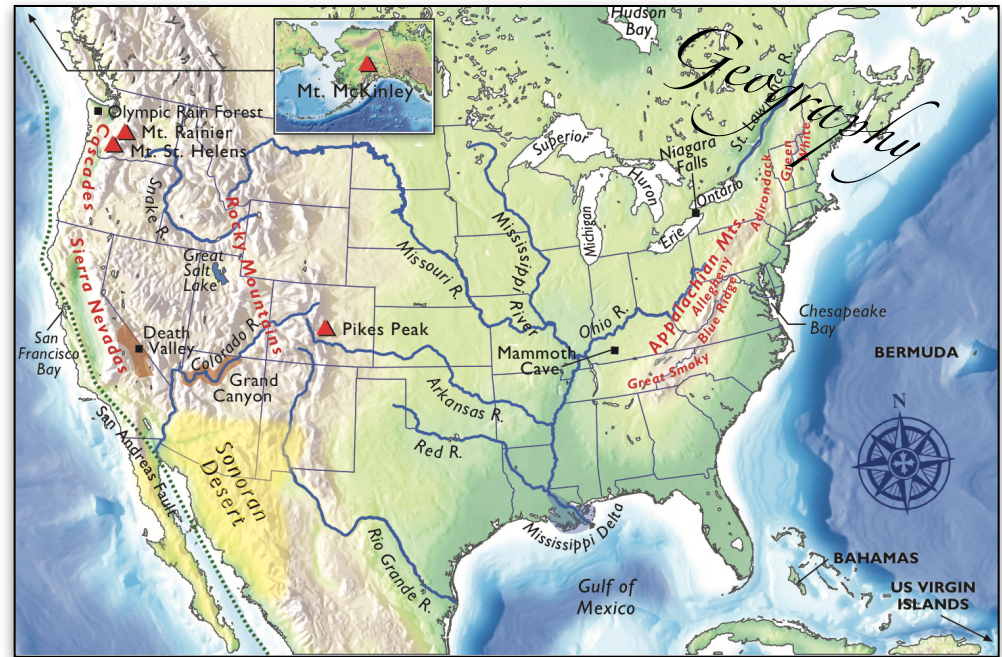 Hudson
Bay
Geography
Mt. McKinley
Olympic Rain Forest
Mt. Rainier
Mt. St. Helens
Cascades
Superior
Niagara
Falls
St. Lawrence R.
Huron
Ontario
Michigan
Erie
Green
White
Adirondack
Snake R.
Rocky Mountains
Great
Salt
Lake
Missouri R.
Mississippi River
Appalachian Mts.
Allegheny
Blue Ridge
Great Smoky
Sierra Nevadas
San
Francisco
Bay
Death
Valley
Colorado R.
Grand
Canyon
Pikes Peak
Ohio R.
Mammoth
Cave
Chesapeake
Bay
BERMUDA
Arkansas R.
Red R.
San Andreas Fault
Sonoran
Desert
N
Rio Grande R.
Mississippi Delta
Gulf of
Mexico
BAHAMAS
US VIRGIN
ISLANDS